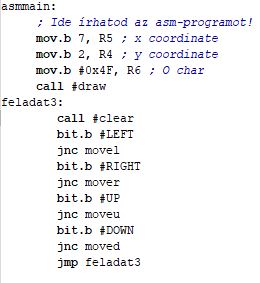 asmmain:
; Ide írhatod az asm-programot!
mov.b 7, R5 ; x coordinate
mov.b 2, R4 ; y coordinate
mov.b #0x4F, R6 ; O char
call #draw
feladat3:
call #clear
bit.b #LEFT
jnc movel
bit.b #RIGHT
jnc mover
bit.b #UP
jnc moveu
bit.b #DOWN
jnc moved
jmp feladat3